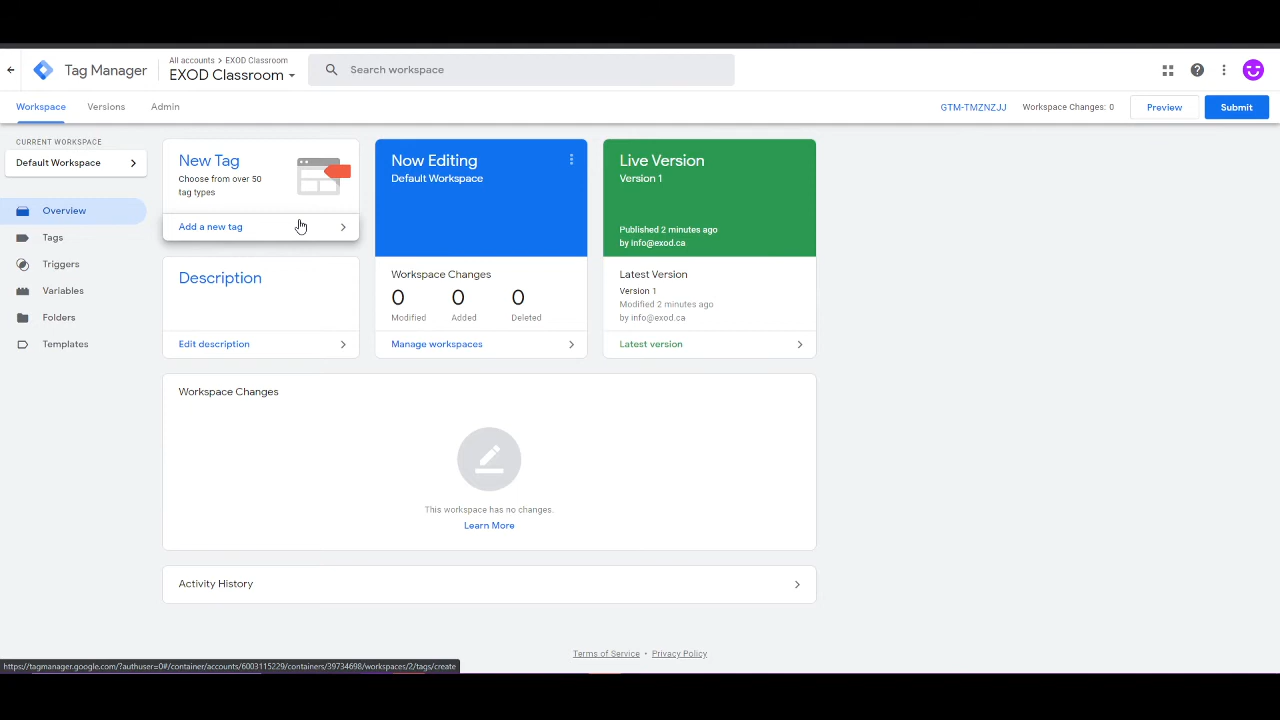 Tag Manager
All accounts > EXOD Classroom
EXOD Classroom
Search workspace
Workspace
Versions
Admin
GTM-TMZNZJJ
Workspace Changes: 0
Preview
Submit
CURRENT WORKSPACE
Default Workspace
Overview
Tags
Triggers
Variables
Folders
Templates
New Tag
Choose from over 50
tag types
Add a new tag
Description
Edit description
Now Editing
Default Workspace
Workspace Changes
0 0 0
Modified Added Deleted
Manage workspaces
Live Version
Version 1
Published 2 minutes ago
by info@exod.ca
Latest Version
Version 1
Modified 2 minutes ago
by info@exod.ca
Latest version
Workspace Changes
This workspace has no changes.
Learn More
Activity History
Terms of Service • Privacy Policy
https://tagmanager.google.com/?authuser=0#/container/accounts/6003115229/containers/39734698/workspaces/2/tags/create